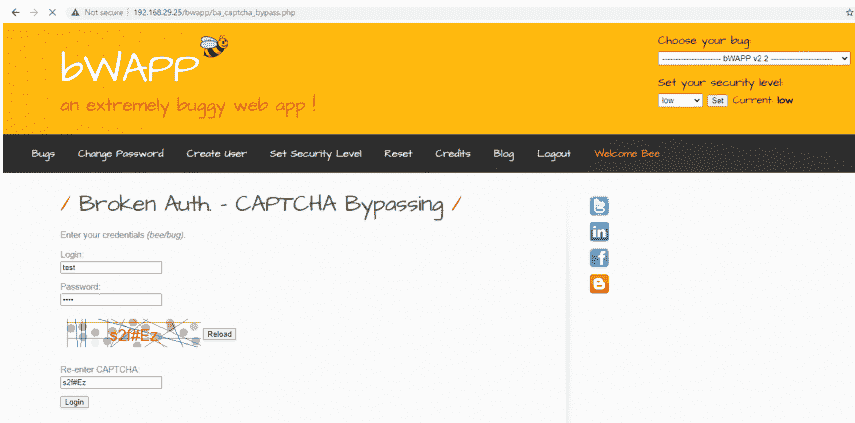 Not secure | 192.168.29.25/bwapp/ba_captcha_bypass.php
bWAPP
an extremely buggy web app !
Choose your bug:
---------------------- bWAPP v2.2 ----------------------
Set your security level:
low Set Current: low
Bugs Change Password Create User Set Security Level Reset Credits Blog Logout Welcome Bee
/ Broken Auth. - CAPTCHA Bypassing /
Enter your credentials (bee/bug).
Login:
test
Password:
••••
s2f#Ez Reload
Re-enter CAPTCHA:
s2f#Ez
Login